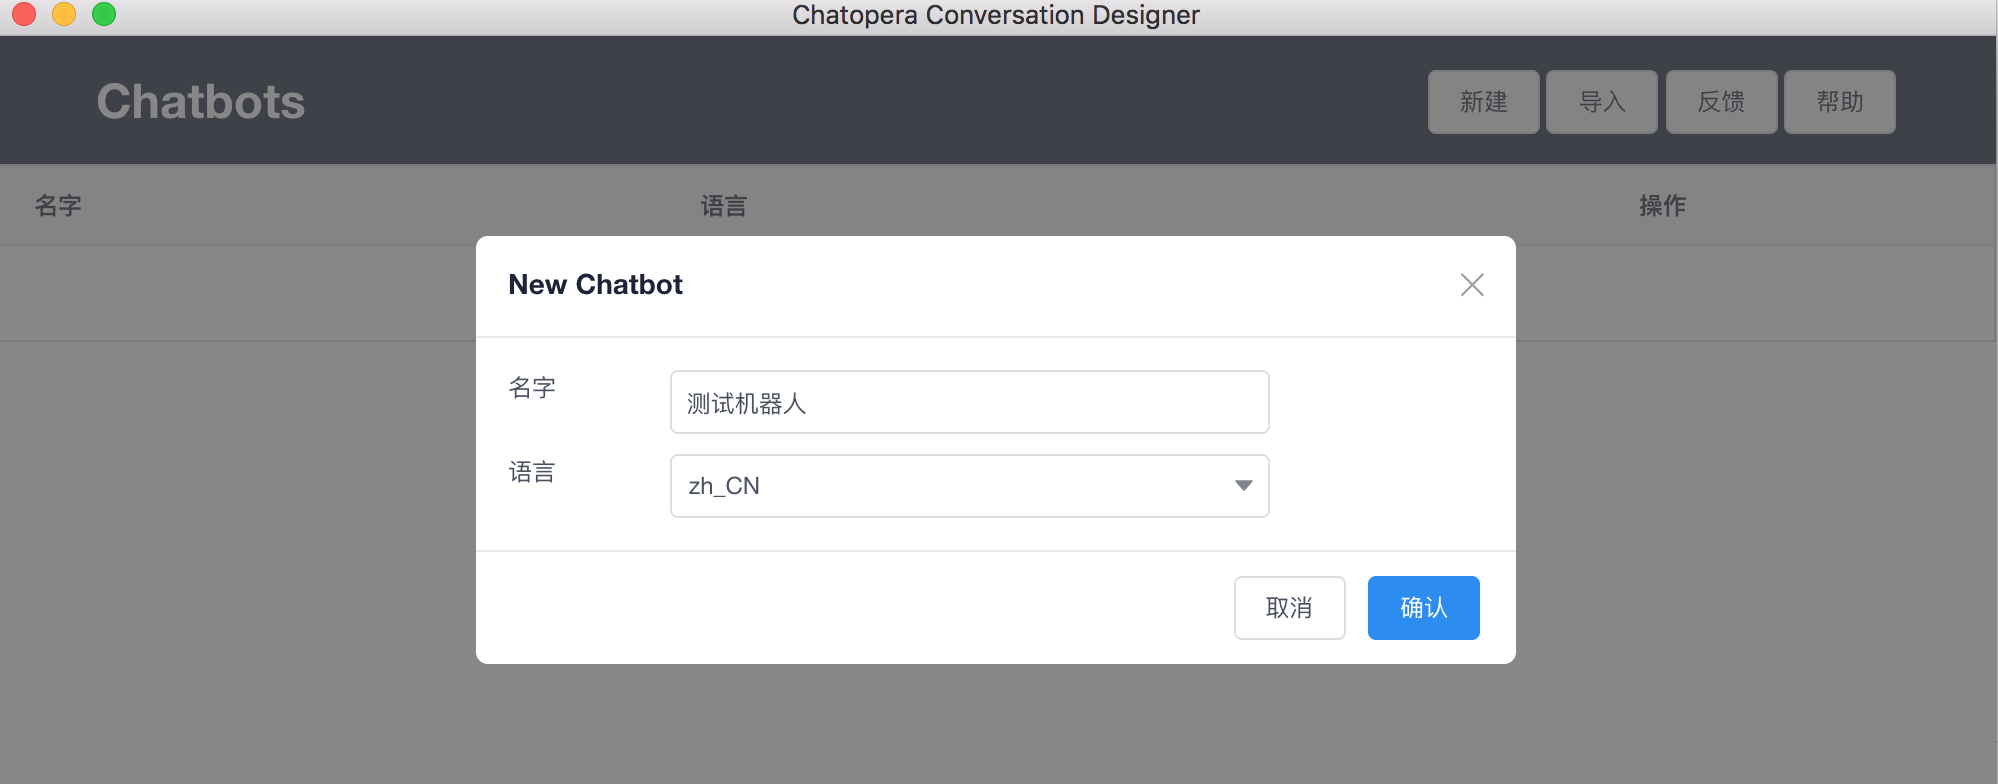 Chatopera Conversation Designer
Chatbots 新建 导入 反馈 帮助
名字 语言 操作
New Chatbot
名字 测试机器人
语言 zh_CN
取消 确认